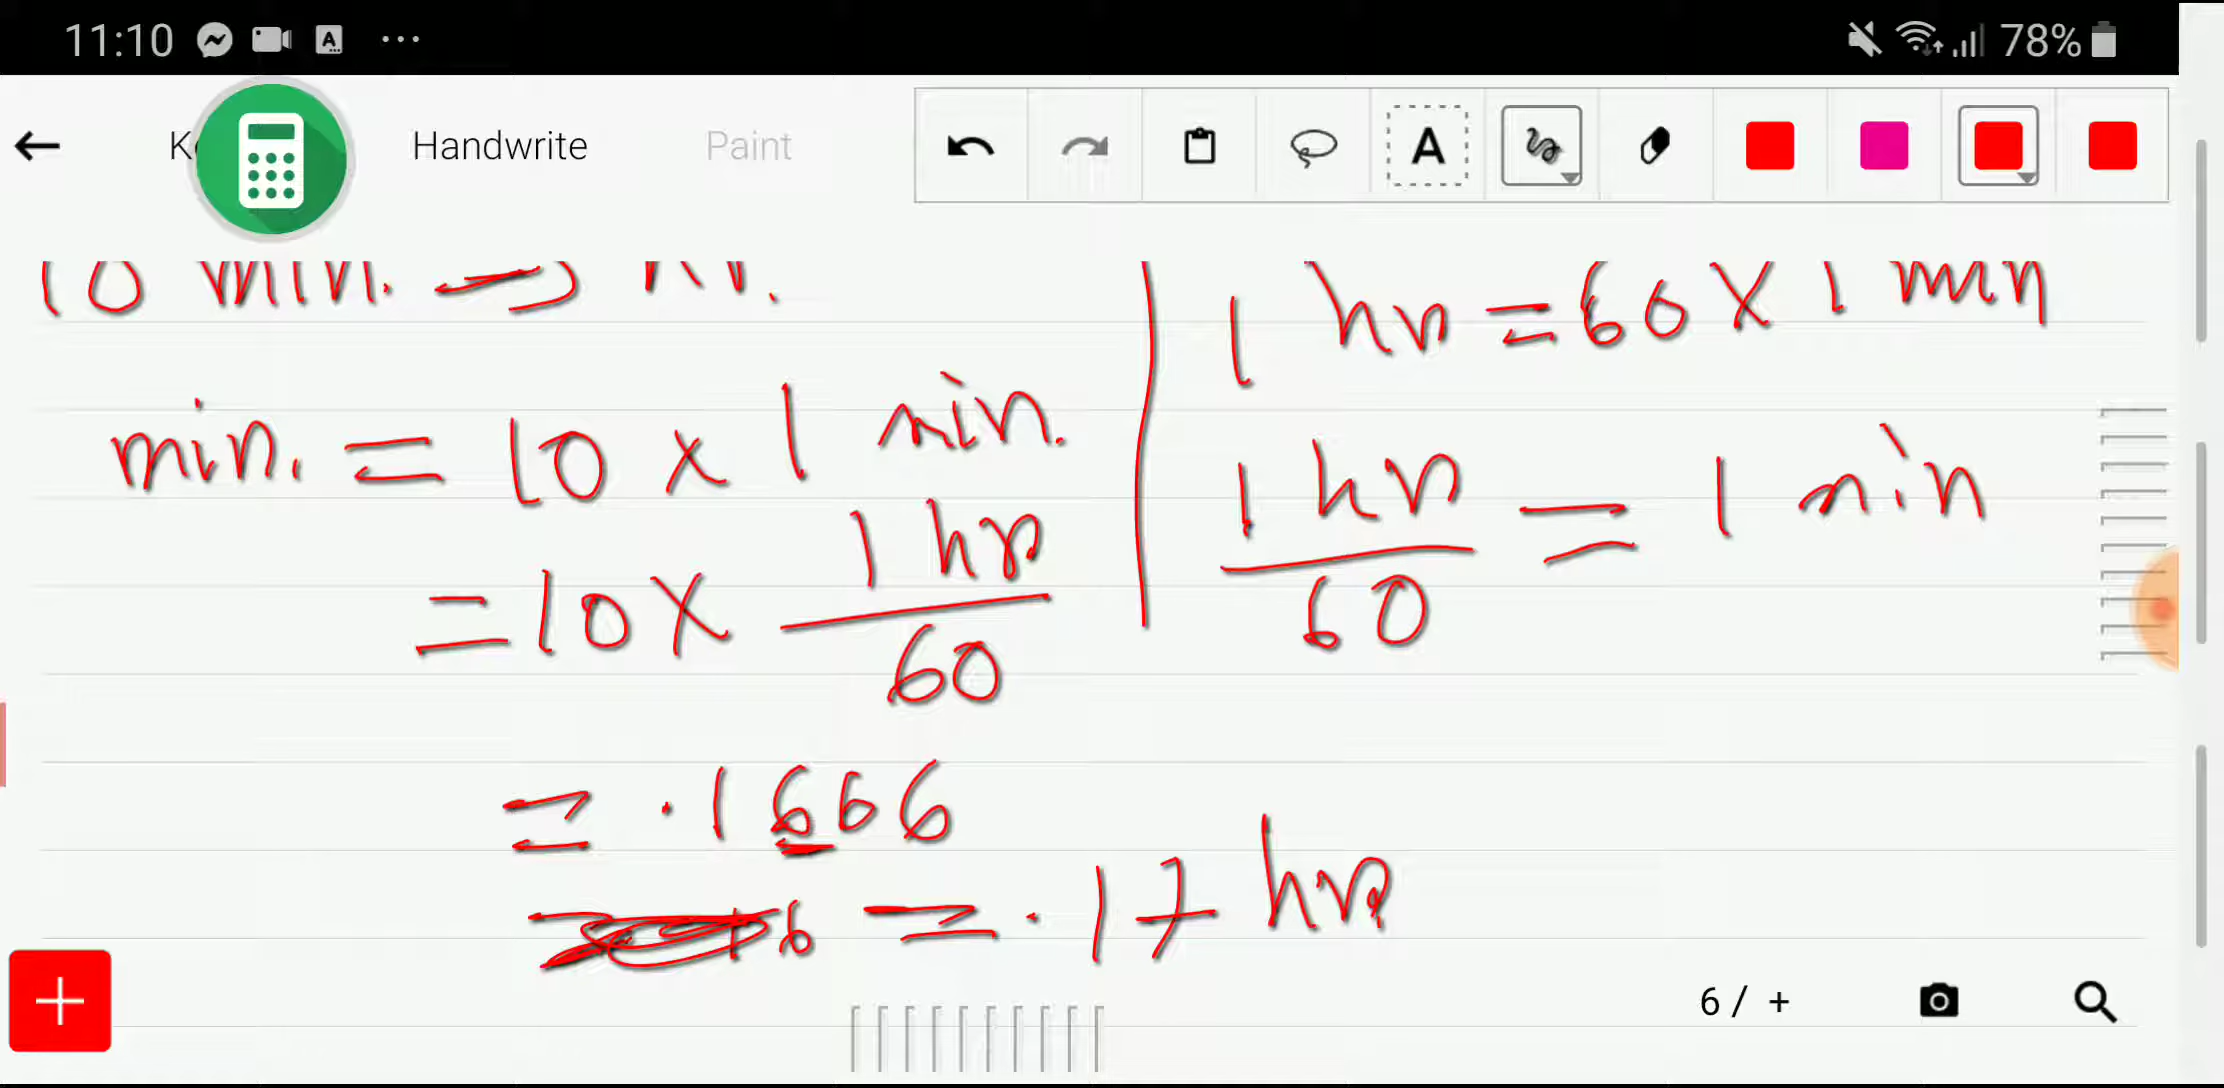 11:10 78%
K Handwrite Paint A
10 min. → hr.
min. = 10 x 1 min.
= 10 x 1 hr / 60
= .1666
6 = .17 hr
1 hr = 60 x 1 min
1 hr / 60 = 1 min
6 / +